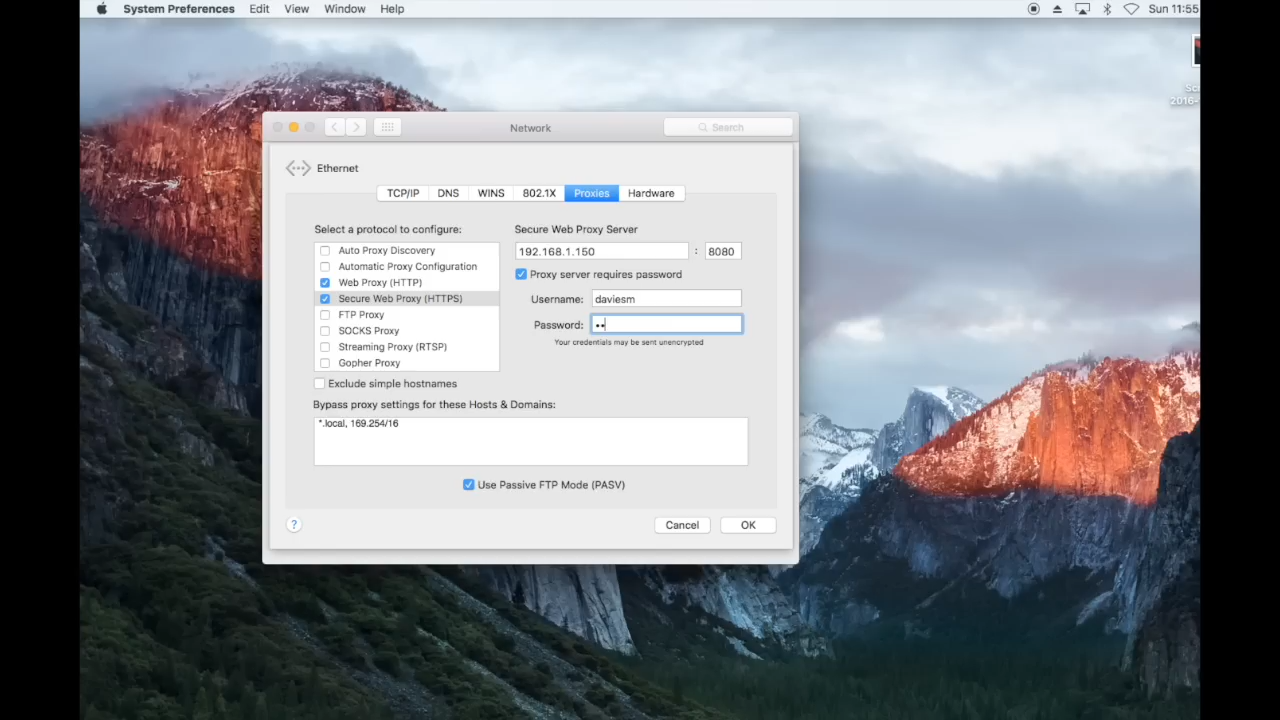 System Preferences Edit View Window Help Sun 11:55
Network Search
Ethernet
TCP/IP DNS WINS 802.1X Proxies Hardware
Select a protocol to configure:
Auto Proxy Discovery
Automatic Proxy Configuration
Web Proxy (HTTP)
Secure Web Proxy (HTTPS)
FTP Proxy
SOCKS Proxy
Streaming Proxy (RTSP)
Gopher Proxy
Exclude simple hostnames
Secure Web Proxy Server
192.168.1.150 : 8080
Proxy server requires password
Username: daviesm
Password: ••
Your credentials may be sent unencrypted
Bypass proxy settings for these Hosts & Domains:
*.local, 169.254/16
Use Passive FTP Mode (PASV)
? Cancel OK
2016-